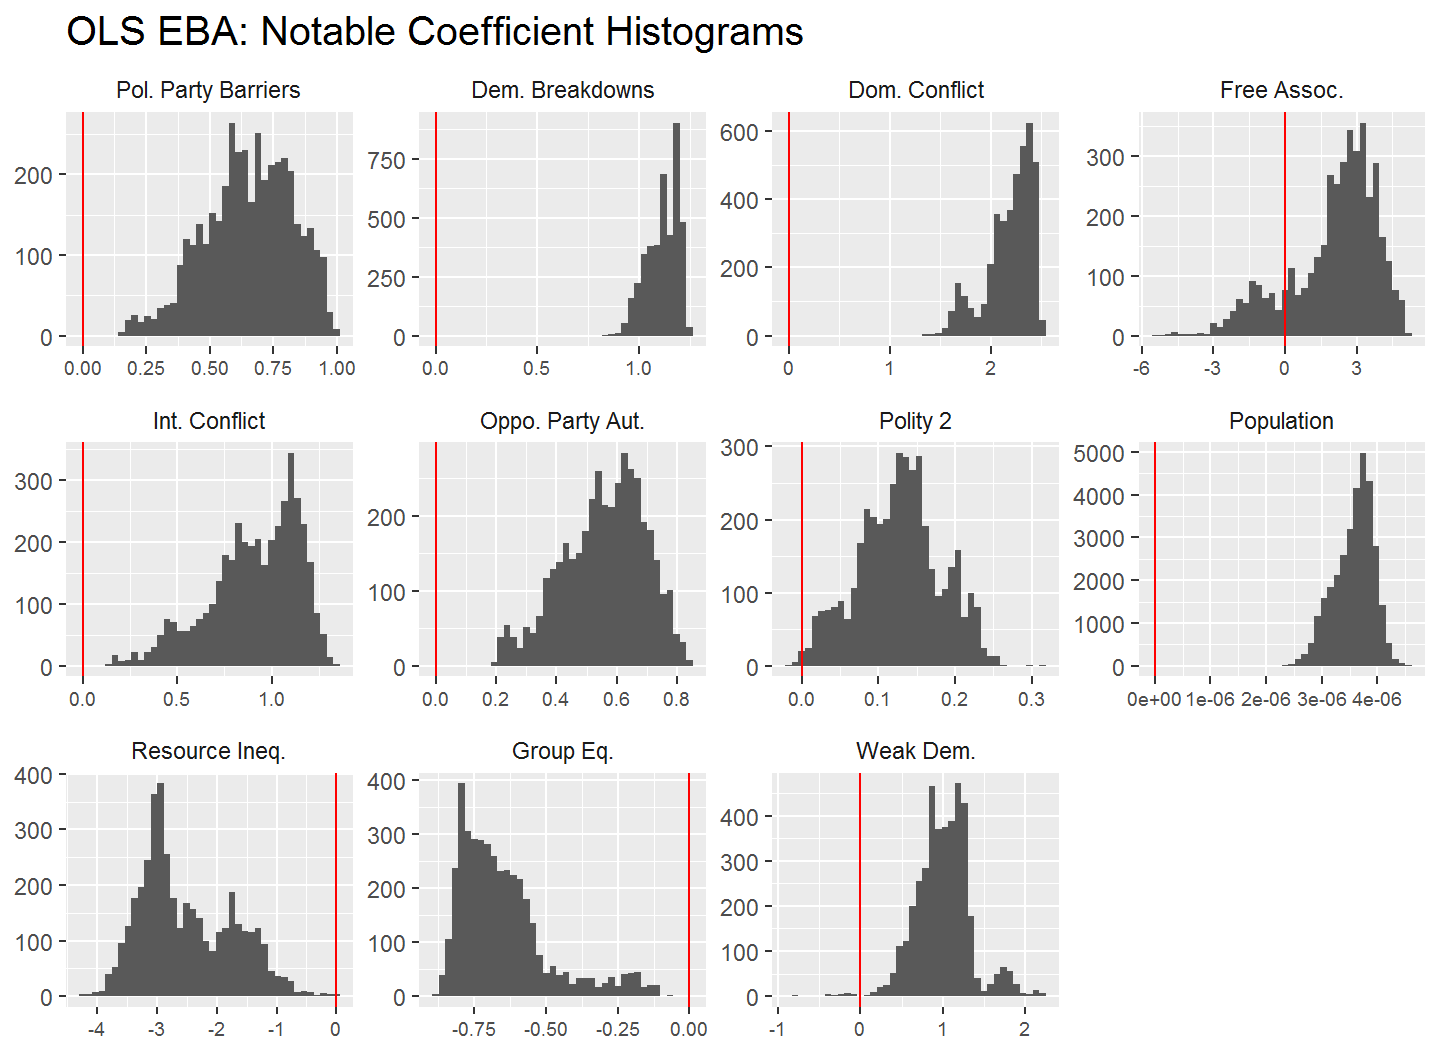 OLS EBA: Notable Coefficient Histograms
Pol. Party Barriers
Dem. Breakdowns
Dom. Conflict
Free Assoc.
200
100
0
0.00 0.25 0.50 0.75 1.00
750
500
250
0
0.0 0.5 1.0
600
400
200
0
0 1 2
300
200
100
0
-6 -3 0 3
Int. Conflict
Oppo. Party Aut.
Polity 2
Population
300
200
100
0
0.0 0.5 1.0
200
100
0
0.0 0.2 0.4 0.6 0.8
300
200
100
0
0.0 0.1 0.2 0.3
5000
4000
3000
2000
1000
0
0e+00 1e-06 2e-06 3e-06 4e-06
Resource Ineq.
Group Eq.
Weak Dem.
400
300
200
100
0
-4 -3 -2 -1 0
400
300
200
100
0
-0.75 -0.50 -0.25 0.00
400
300
200
100
0
-1 0 1 2